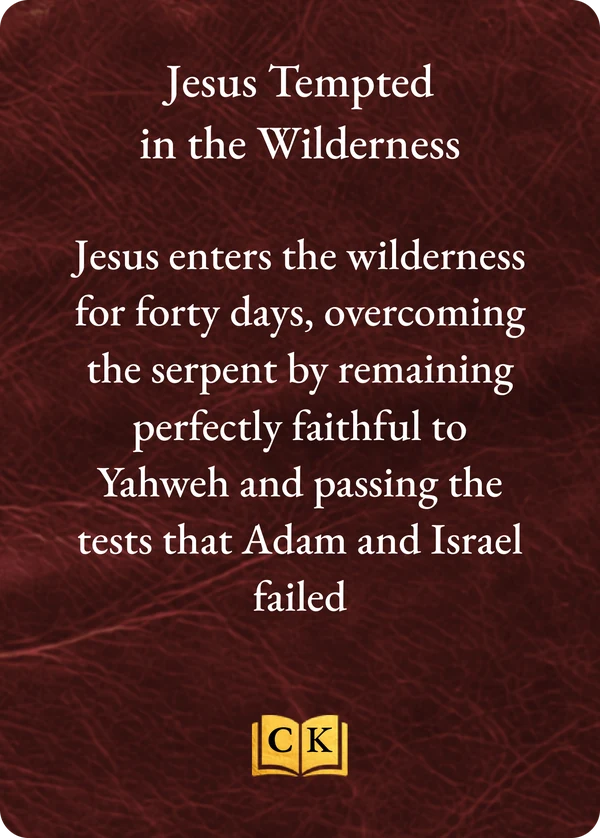 Jesus Tempted
in the Wilderness
Jesus enters the wilderness
for forty days, overcoming
the serpent by remaining
perfectly faithful to
Yahweh and passing the
tests that Adam and Israel
failed
C K